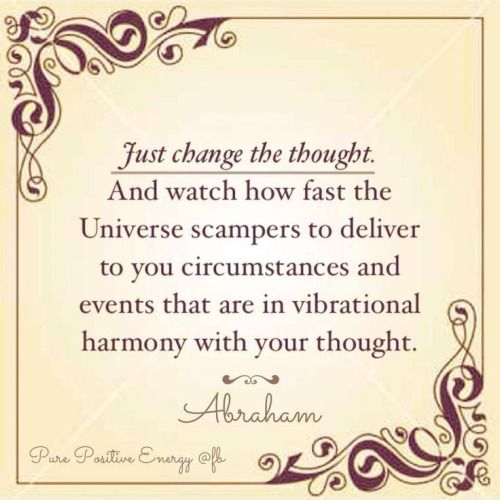 Just change the thought.
And watch how fast the
Universe scampers to deliver
to you circumstances and
events that are in vibrational
harmony with your thought.
Abraham
Pure Positive Energy @fb